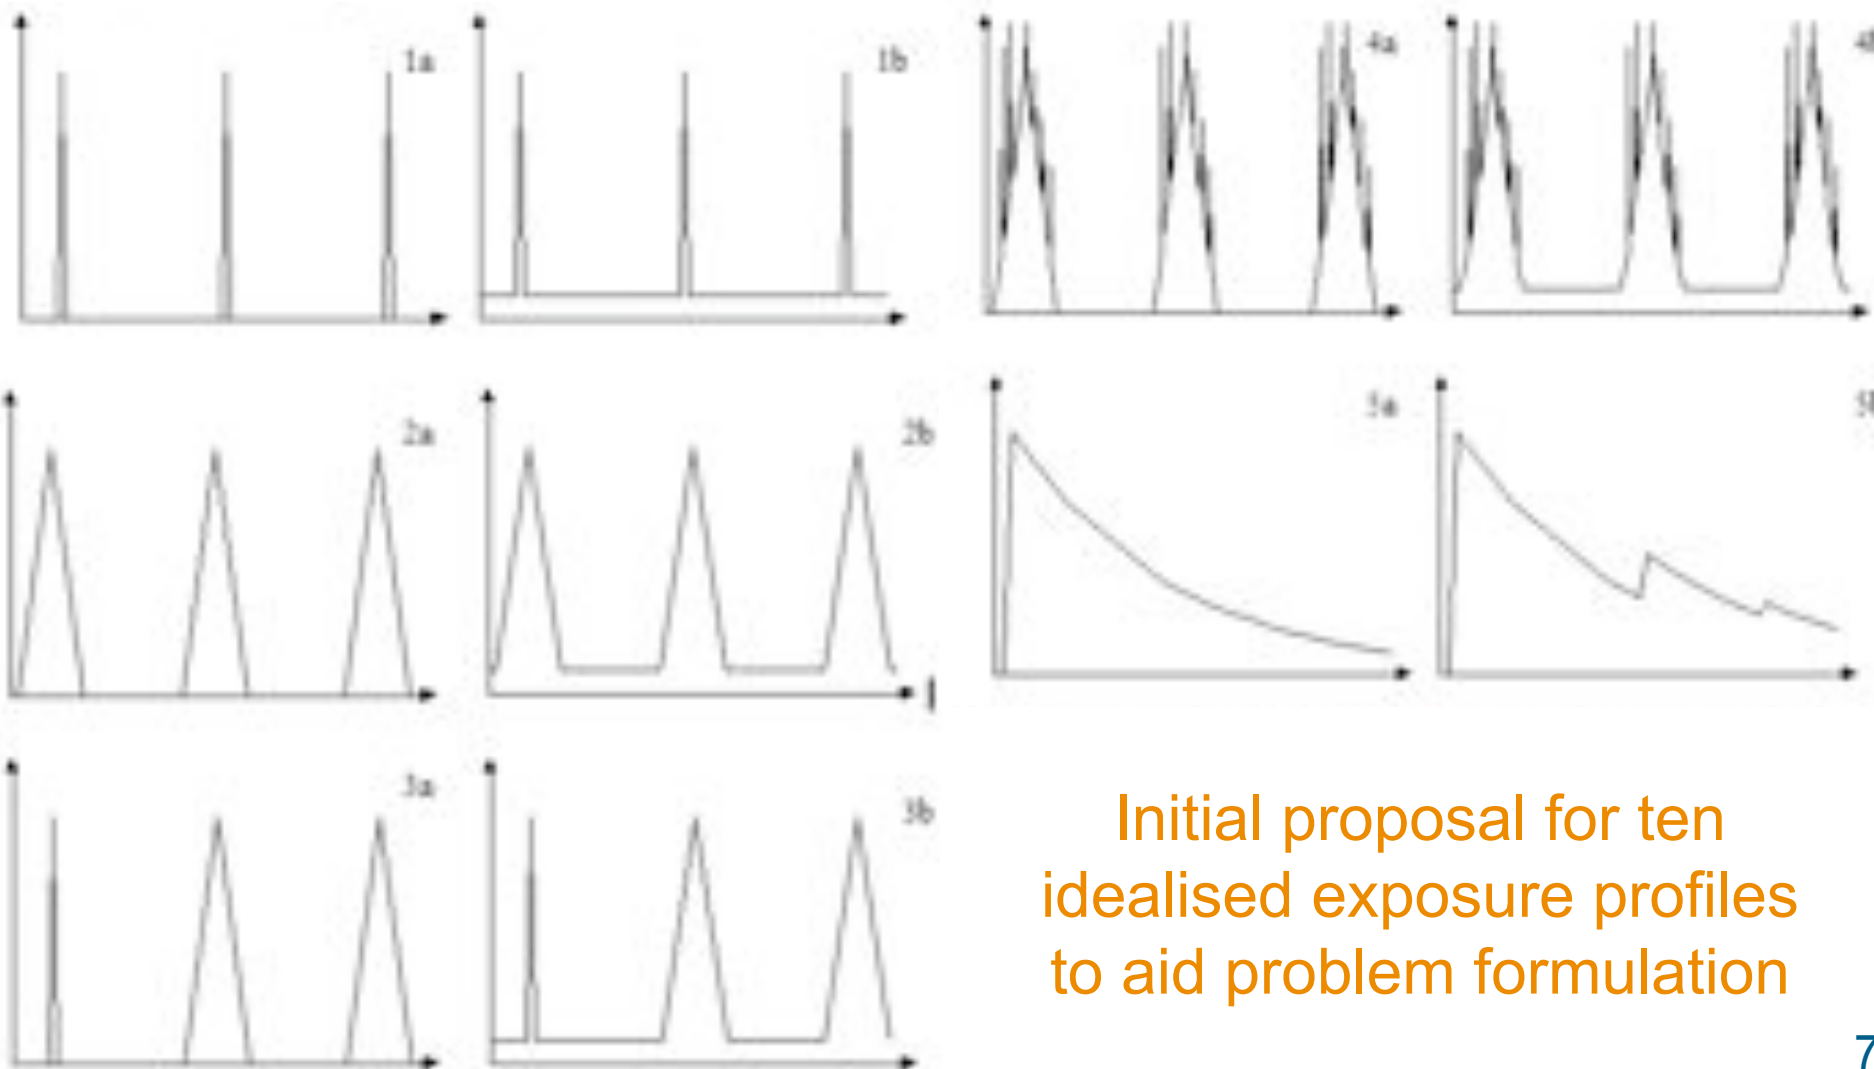 1a
1b
4a
2a
2b
5a
3a
3b
Initial proposal for ten
idealised exposure profiles
to aid problem formulation
7